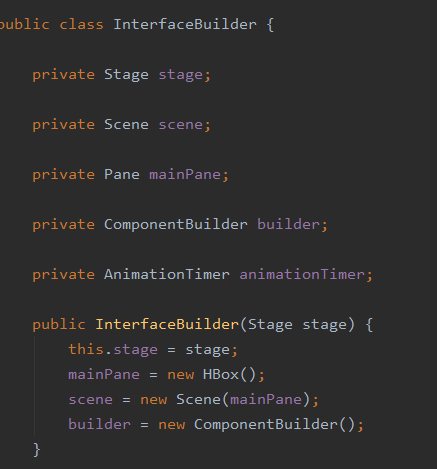 public class InterfaceBuilder {
private Stage stage;
private Scene scene;
private Pane mainPane;
private ComponentBuilder builder;
private AnimationTimer animationTimer;
public InterfaceBuilder(Stage stage) {
this.stage = stage;
mainPane = new HBox();
scene = new Scene(mainPane);
builder = new ComponentBuilder();
}